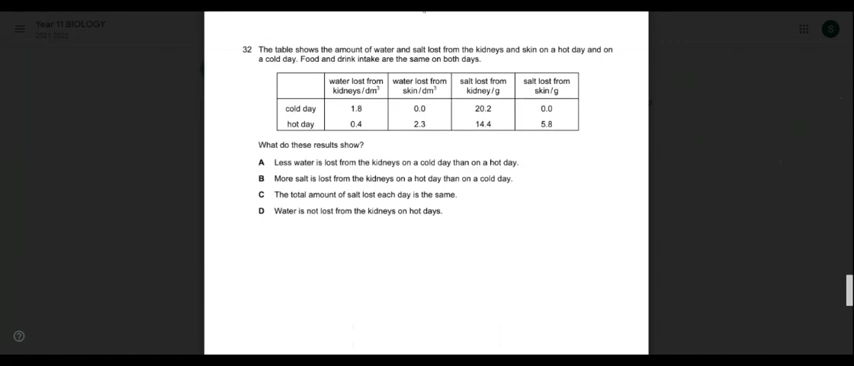 Year 11 BIOLOGY
2021-2022
S
32 The table shows the amount of water and salt lost from the kidneys and skin on a hot day and on
a cold day. Food and drink intake are the same on both days.
water lost from kidneys/dm³ water lost from skin/dm³ salt lost from kidney/g salt lost from skin/g
cold day 1.8 0.0 20.2 0.0
hot day 0.4 2.3 14.4 5.8
What do these results show?
A Less water is lost from the kidneys on a cold day than on a hot day.
B More salt is lost from the kidneys on a hot day than on a cold day.
C The total amount of salt lost each day is the same.
D Water is not lost from the kidneys on hot days.